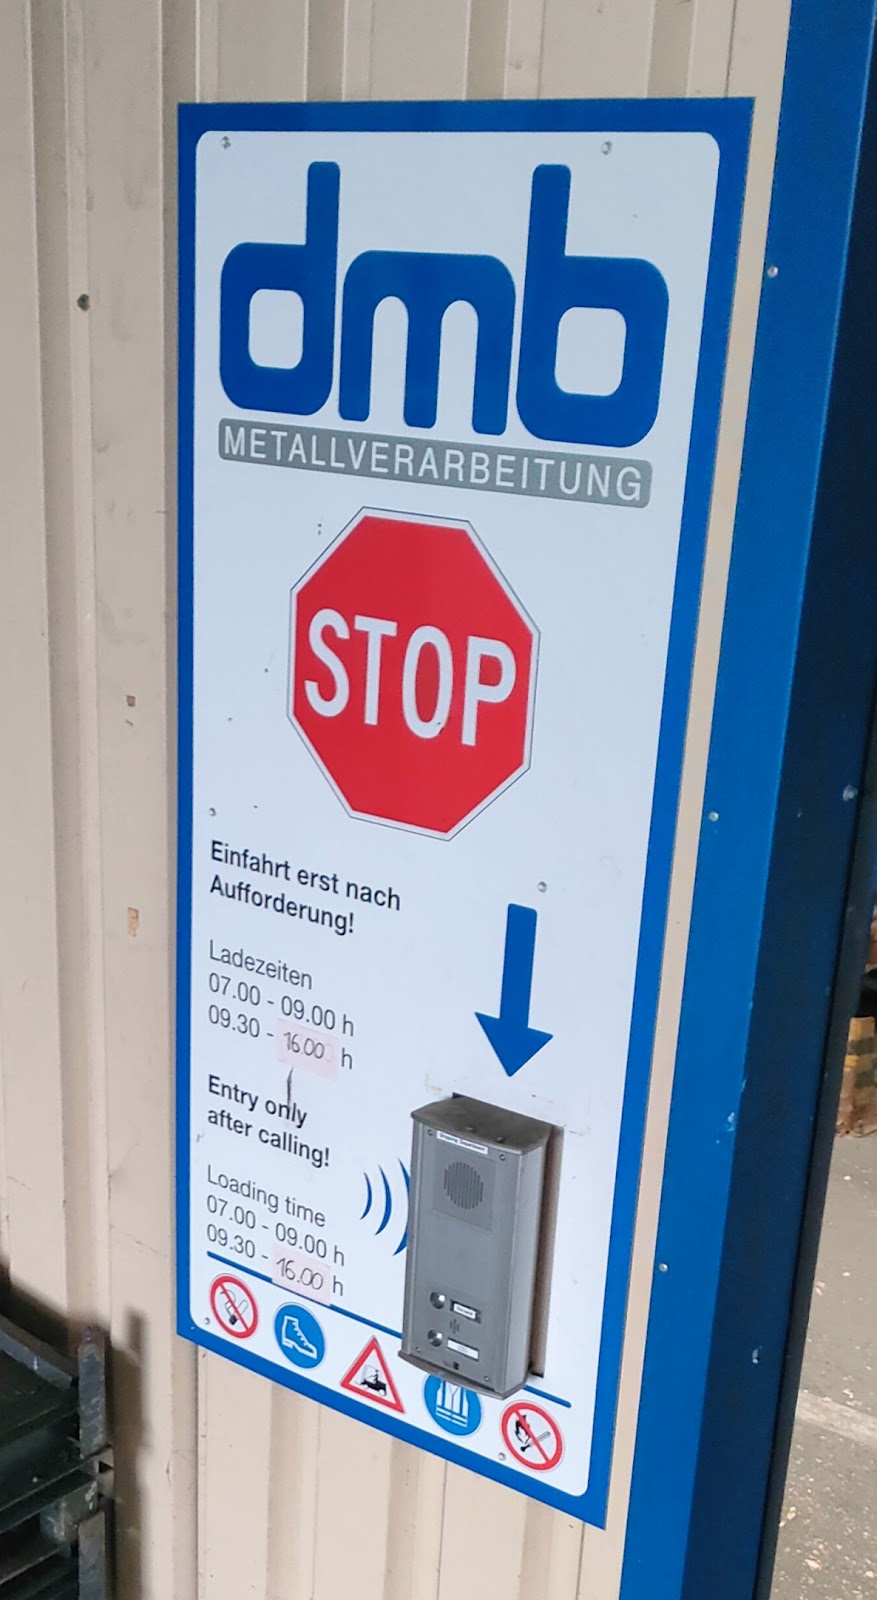 dmb
METALLVERARBEITUNG
STOP
Einfahrt erst nach
Aufforderung!
Ladezeiten
07.00 - 09.00 h
09.30 - 16.00 h
Entry only
after calling!
Loading time
07.00 - 09.00 h
09.30 - 16.00 h